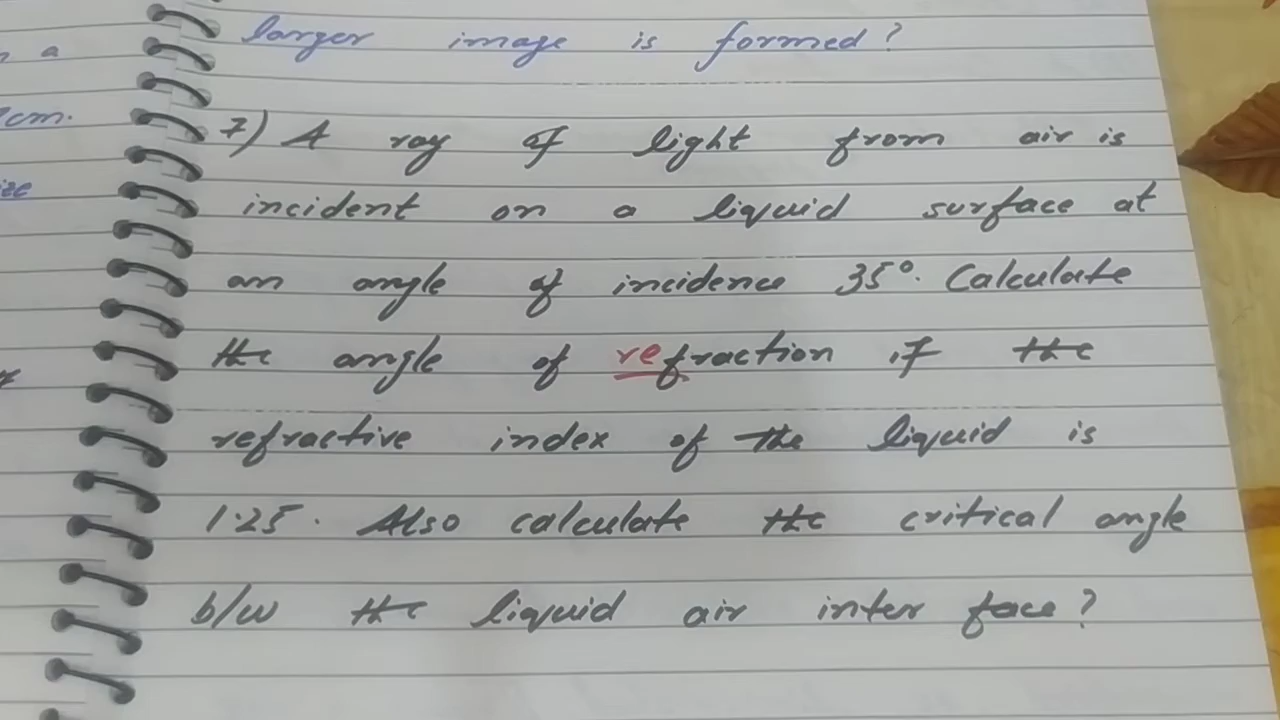 larger image is formed?
7) A ray of light from air is
incident on a liquid surface at
an angle of incidence 35°. Calculate
the angle of refraction if the
refractive index of the liquid is
1.25. Also calculate the critical angle
b/w the liquid air inter face?
a
cm.